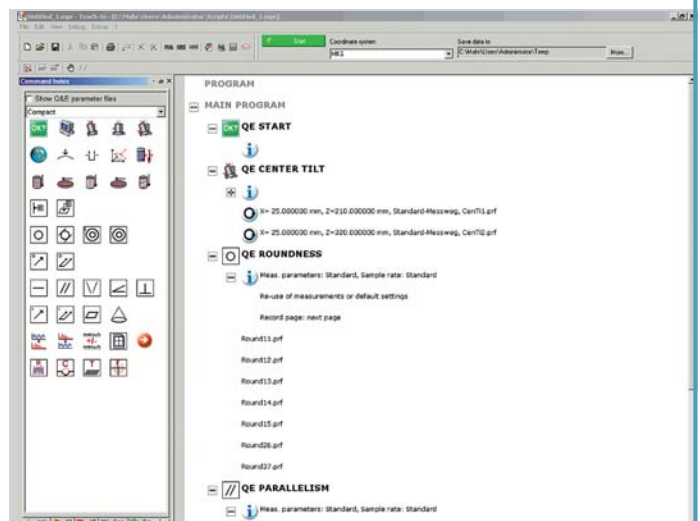 Start
Coordinate system
Save data to
MKS
C:\Mahr\Users\Administrator\Temp
More...
Command Index
Show Q&E parameter files
Compact
PROGRAM
MAIN PROGRAM
OK? QE START
QE CENTER TILT
X= 25.000000 mm, Z=210.000000 mm, Standard-Messweg, CenTi1.prf
X= 25.000000 mm, Z=320.000000 mm, Standard-Messweg, CenTi2.prf
QE ROUNDNESS
Meas. parameters: Standard, Sample rate: Standard
Re-use of measurements or default settings
Record page: next page
Round11.prf
Round12.prf
Round13.prf
Round14.prf
Round15.prf
Round26.prf
Round27.prf
QE PARALLELISM
Meas. parameters: Standard, Sample rate: Standard